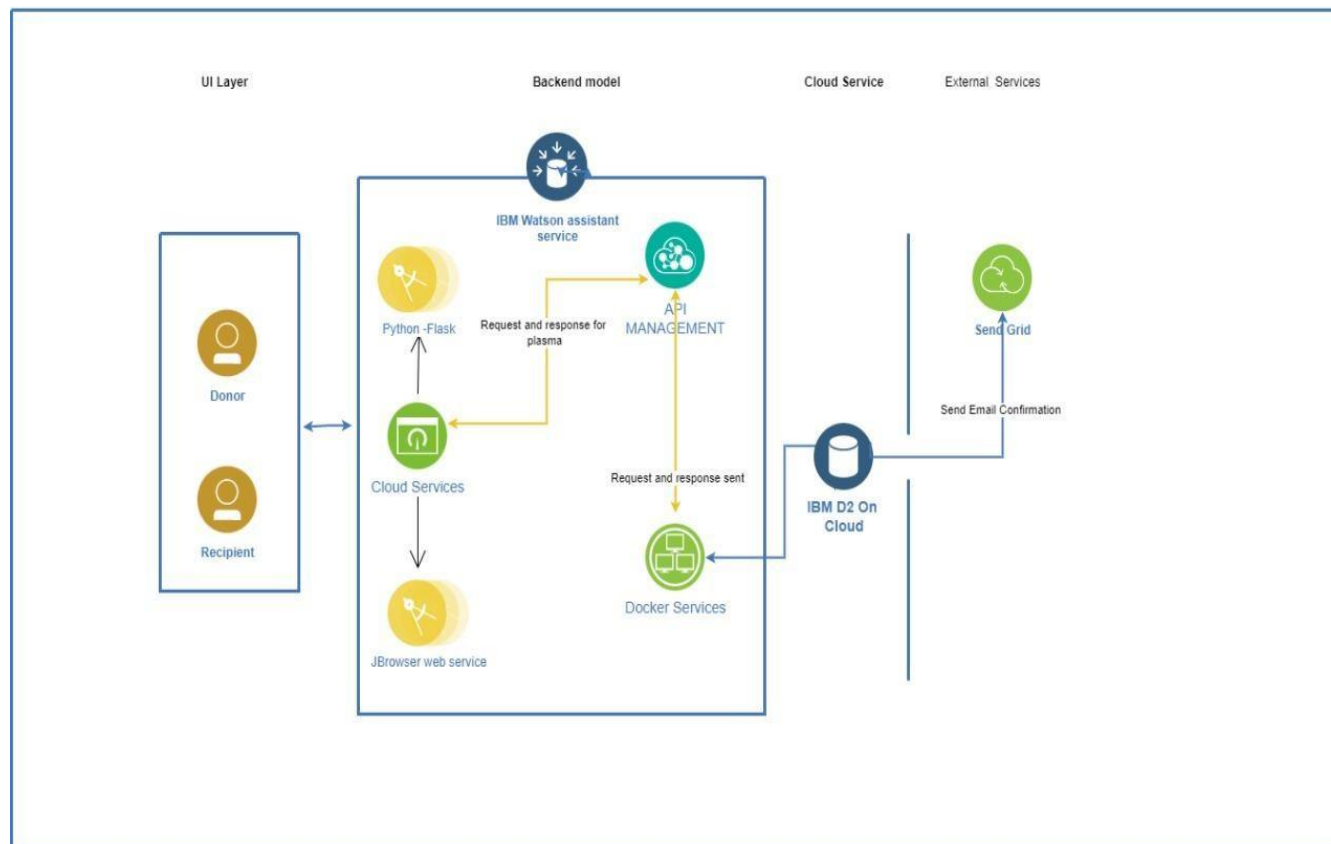 UI Layer
Backend model
Cloud Service
External Services
IBM Watson assistant
service
Python -Flask
Request and response for
plasma
API
MANAGEMENT
Send Grid
Donor
Send Email Confirmation
Cloud Services
Request and response sent
IBM D2 On
Cloud
Recipient
Docker Services
JBrowser web service